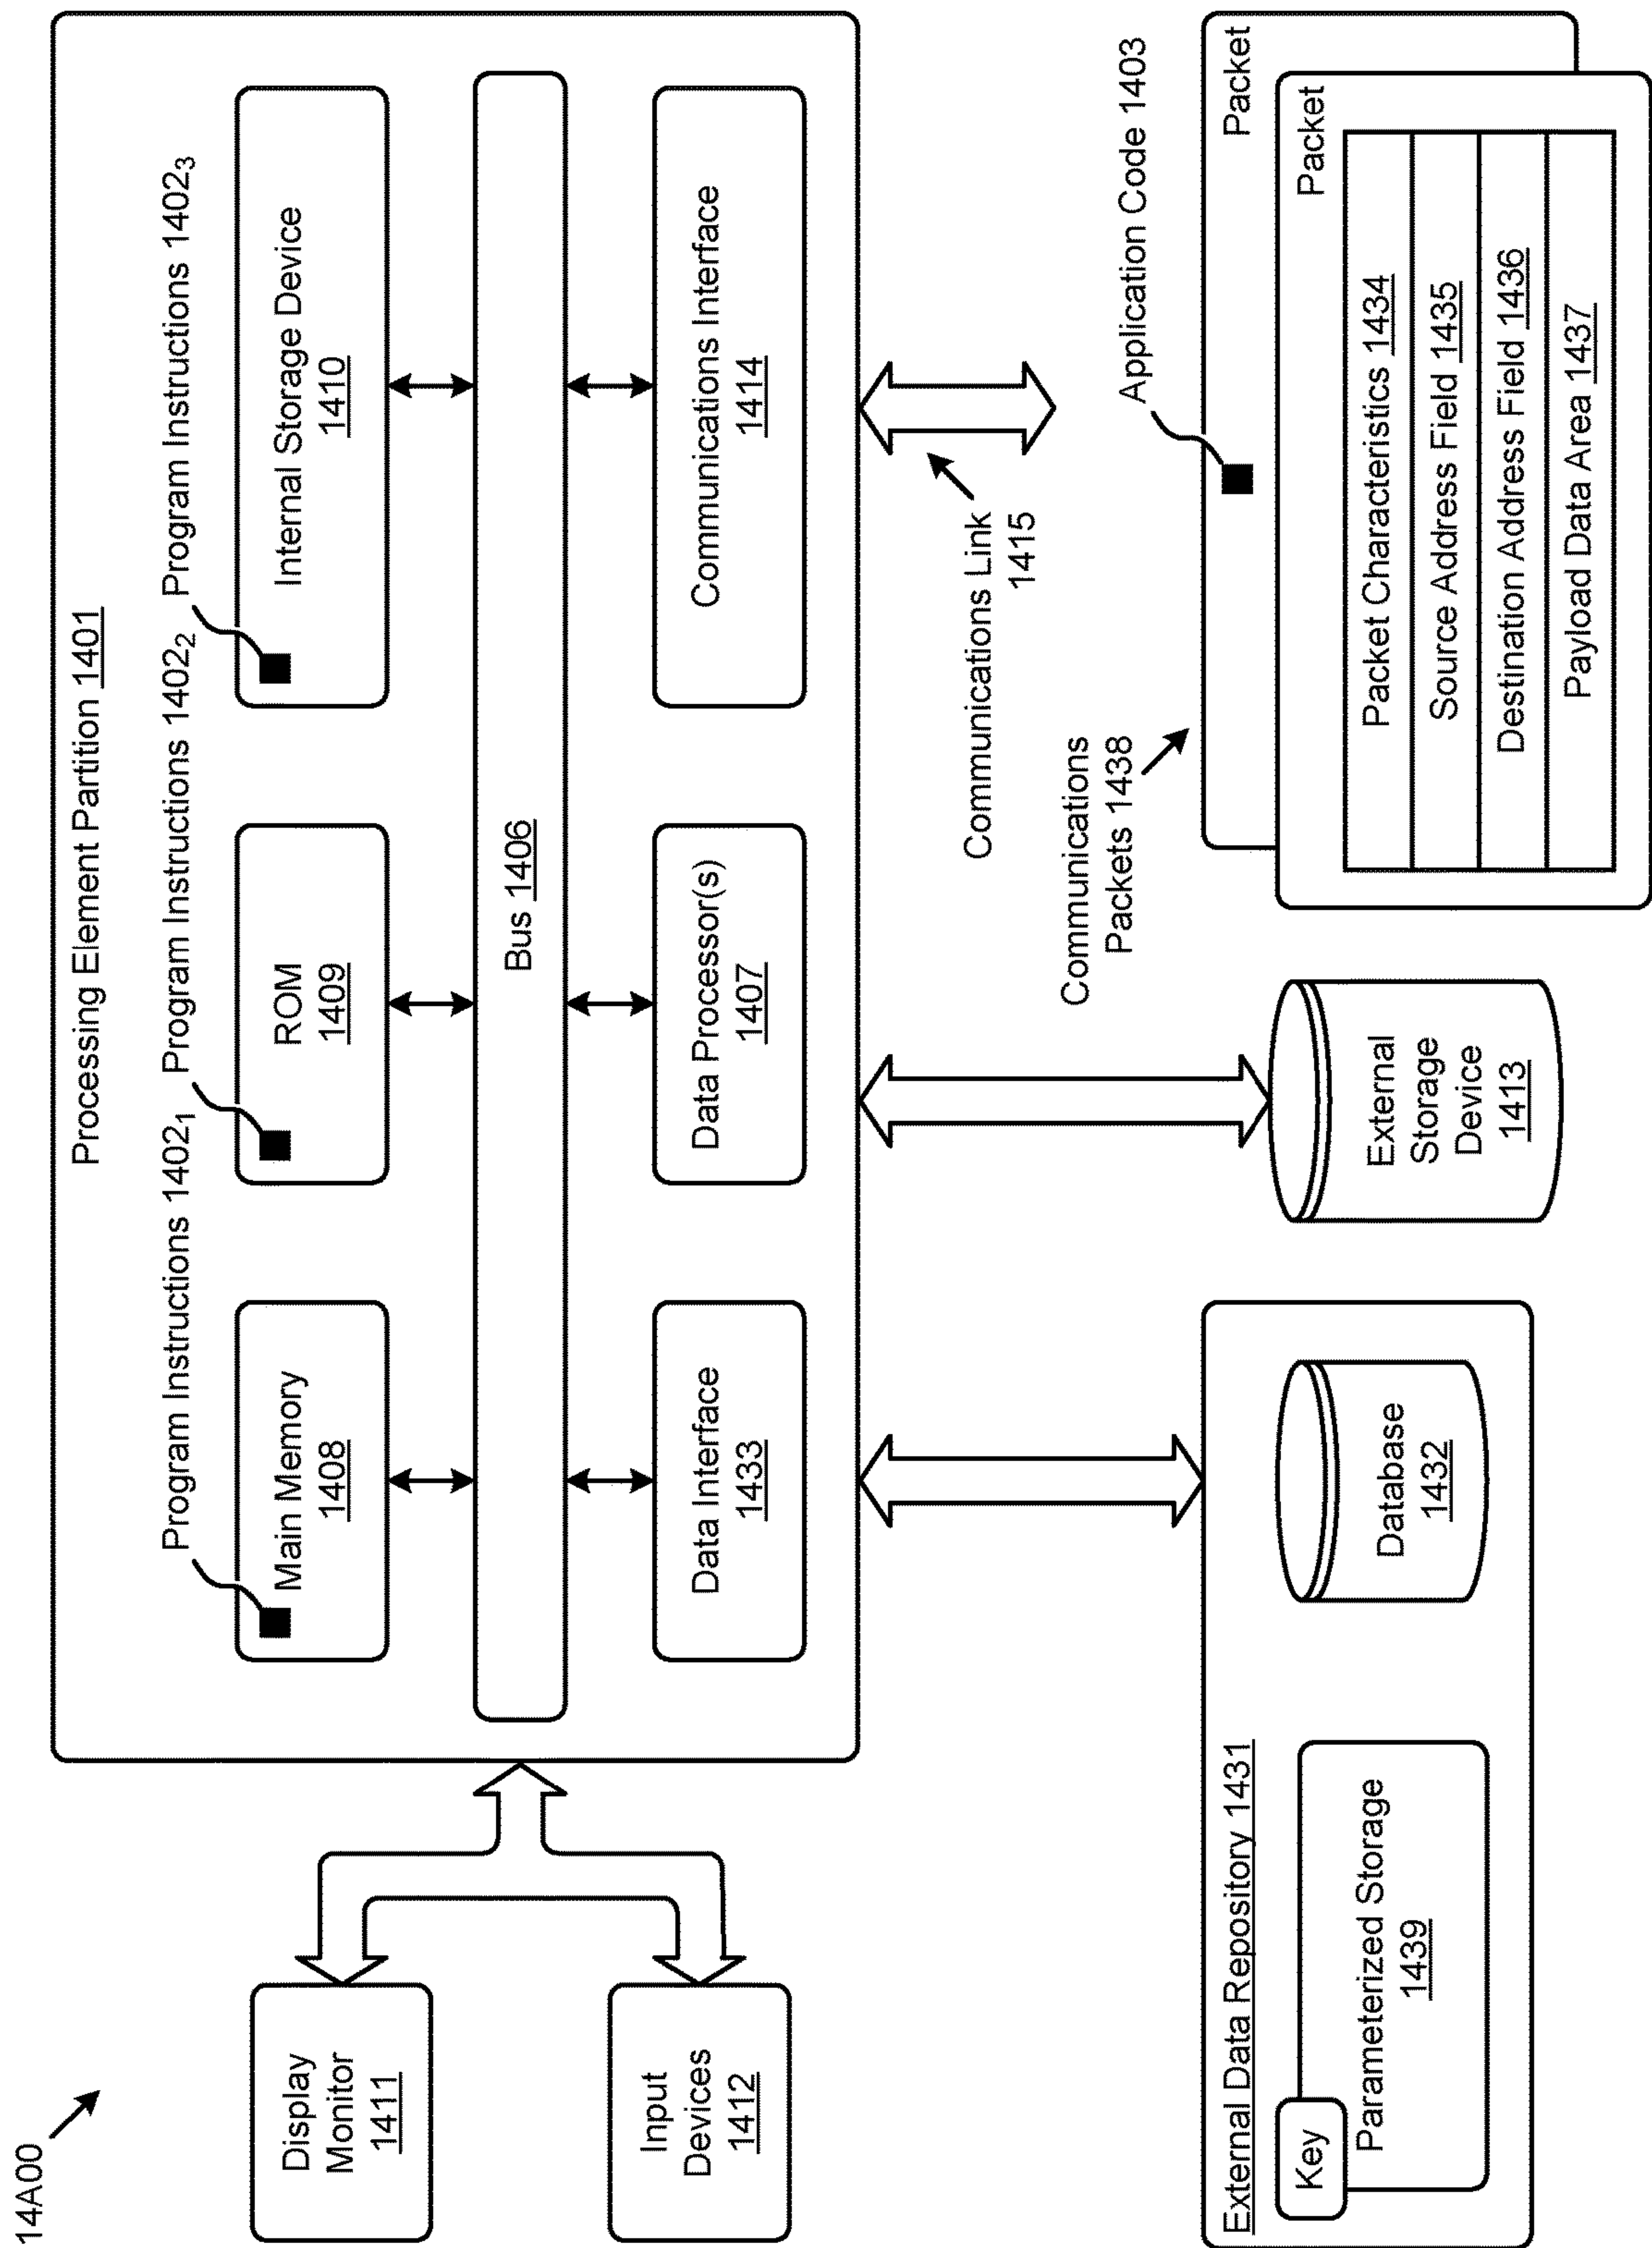 14A00
Processing Element Partition 1401
Program Instructions 1402₁
Program Instructions 1402₂
Program Instructions 1402₃
Main Memory
1408
ROM
1409
Internal Storage Device
1410
Bus 1406
Data Interface
1433
Data Processor(s)
1407
Communications Interface
1414
Display
Monitor
1411
Input
Devices
1412
Communications Link
1415
Communications
Packets 1438
Application Code 1403
External Data Repository 1431
Key
Parameterized Storage
1439
Database
1432
External
Storage
Device
1413
Packet
Packet
Packet Characteristics 1434
Source Address Field 1435
Destination Address Field 1436
Payload Data Area 1437